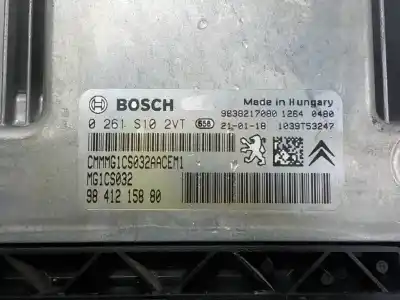 BOSCH
Made in Hungary
9838217080 1284 0480
0 261 S10 2VT 656
21-01-18 1039T53247
CMMMG1CS032AACEM1
MG1CS032
98 412 158 80